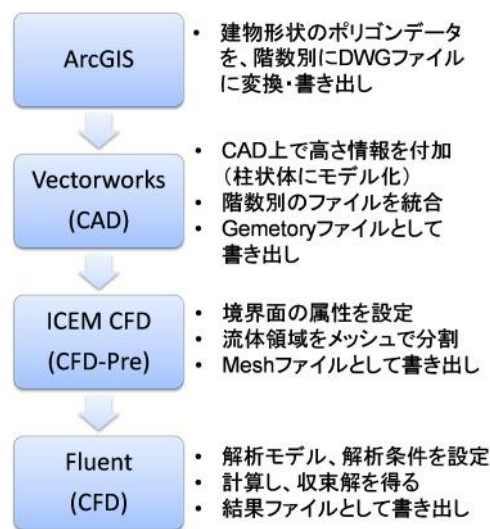 ArcGIS
• 建物形状のポリゴンデータ
を、階数別にDWGファイル
に変換・書き出し
Vectorworks
(CAD)
• CAD上で高さ情報を付加
(柱状体にモデル化)
• 階数別のファイルを統合
• Gemetoryファイルとして
書き出し
ICEM CFD
(CFD-Pre)
• 境界面の属性を設定
• 流体領域をメッシュで分割
• Meshファイルとして書き出し
Fluent
(CFD)
• 解析モデル、解析条件を設定
• 計算し、収束解を得る
• 結果ファイルとして書き出し